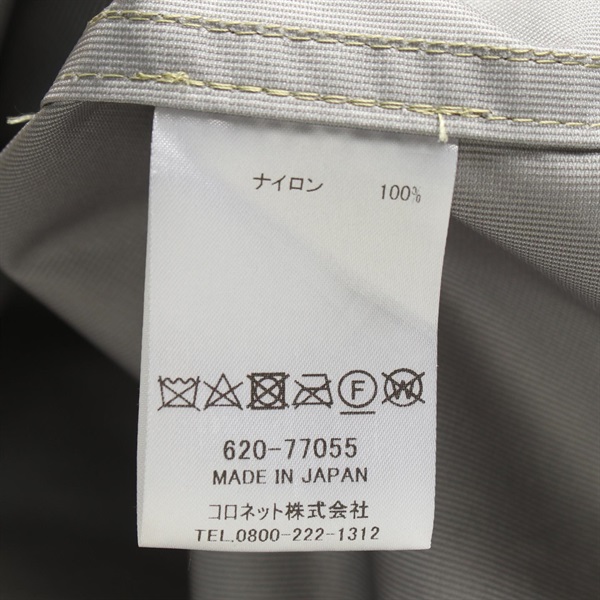 ナイロン 100%
F W
620-77055
MADE IN JAPAN
コロネット株式会社
TEL.0800-222-1312